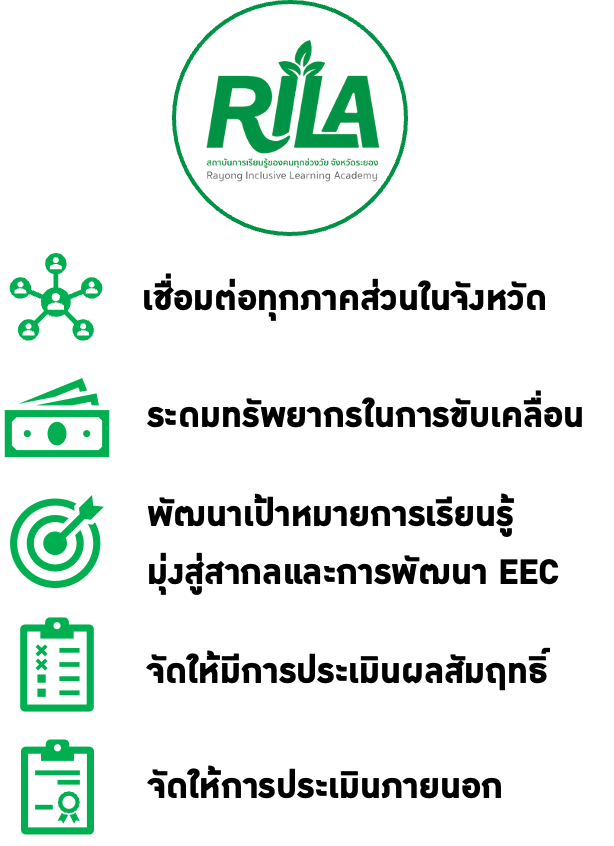 RILA
สถาบันการเรียนรู้ของคนทุกช่วงวัย จังหวัดระยอง
Rayong Inclusive Learning Academy
เชื่อมต่อทุกภาคส่วนในจังหวัด
ระดมทรัพยากรในการขับเคลื่อน
พัฒนาเป้าหมายการเรียนรู้
มุ่งสู่สากลและการพัฒนา EEC
จัดให้มีการประเมินผลสัมฤทธิ์
จัดให้การประเมินภายนอก